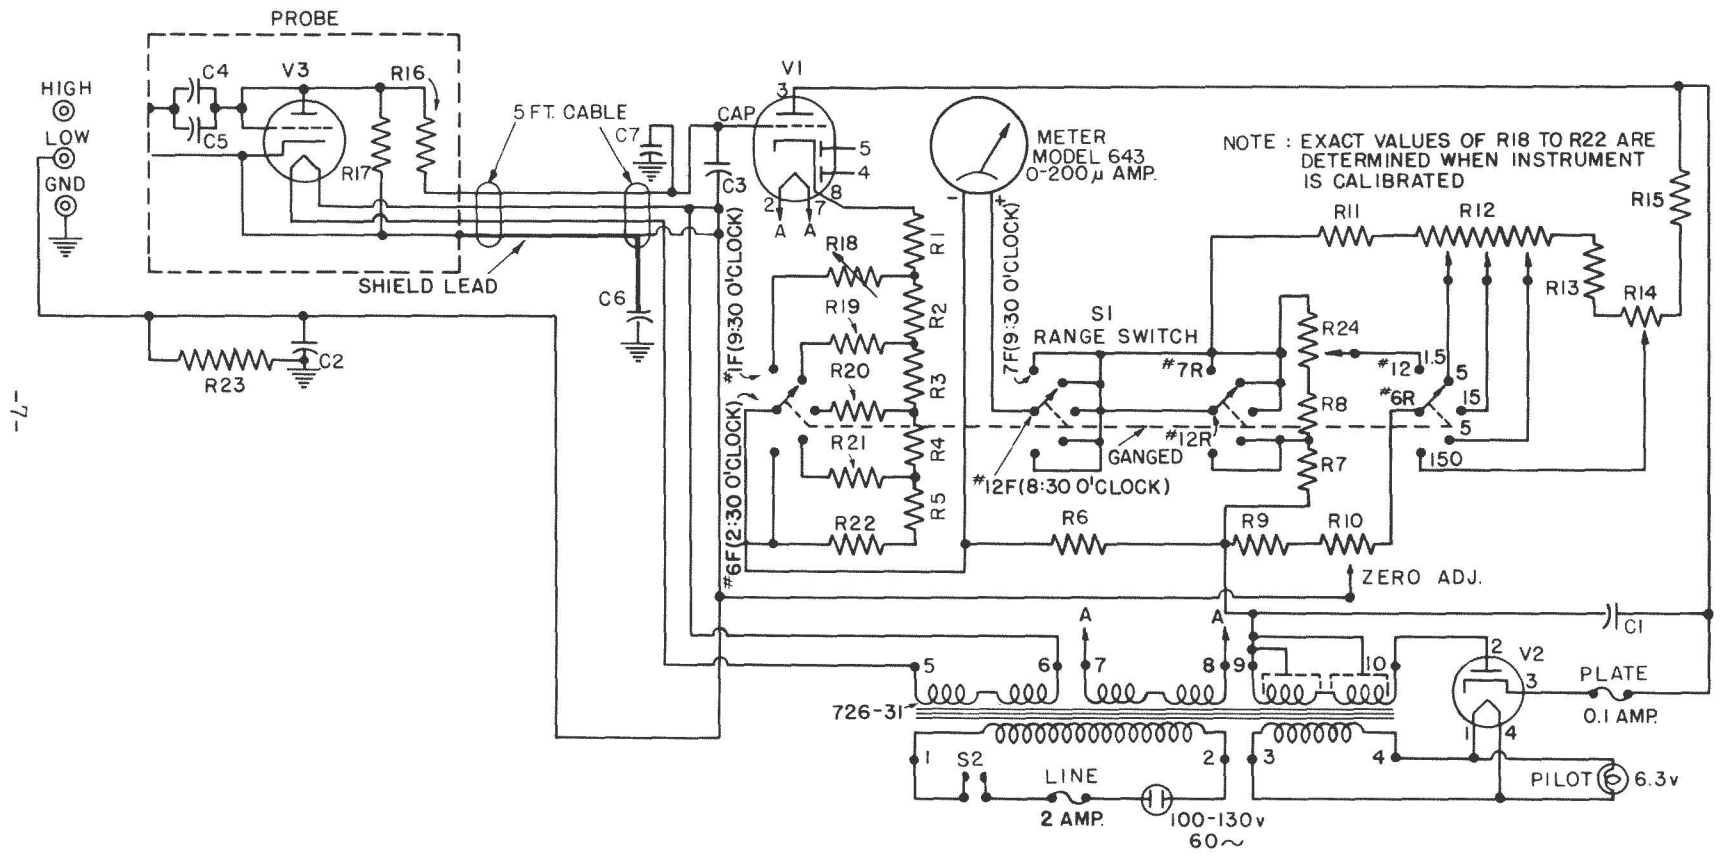 PROBE
HIGH
LOW
GND
C4
C5
V3
R16
R17
5 FT. CABLE
C7
CAP
C3
V1
3
5
4
8
2
7
A
A
SHIELD LEAD
C6
C2
R23
-7-
METER
MODEL 643
0-200µ AMP.
-
+
NOTE : EXACT VALUES OF R18 TO R22 ARE
DETERMINED WHEN INSTRUMENT
IS CALIBRATED
R1
R2
R3
R4
R5
R18
R19
R20
R21
R22
#1F(9:30 O'CLOCK)
#6F(2:30 O'CLOCK)
7F(9:30 O'CLOCK)
S1
RANGE SWITCH
#7R
#12R
GANGED
#12F(8:30 O'CLOCK)
R11
R12
R13
R14
R15
R24
R8
R7
#12
#6R
1.5
5
15
5
150
R6
R9
R10
ZERO ADJ.
C1
A
A
5
6
7
8
9
10
726-31
1
2
3
4
S2
LINE
2 AMP.
100-130v
60~
2
V2
3
1
4
PLATE
0.1 AMP.
PILOT
6.3v